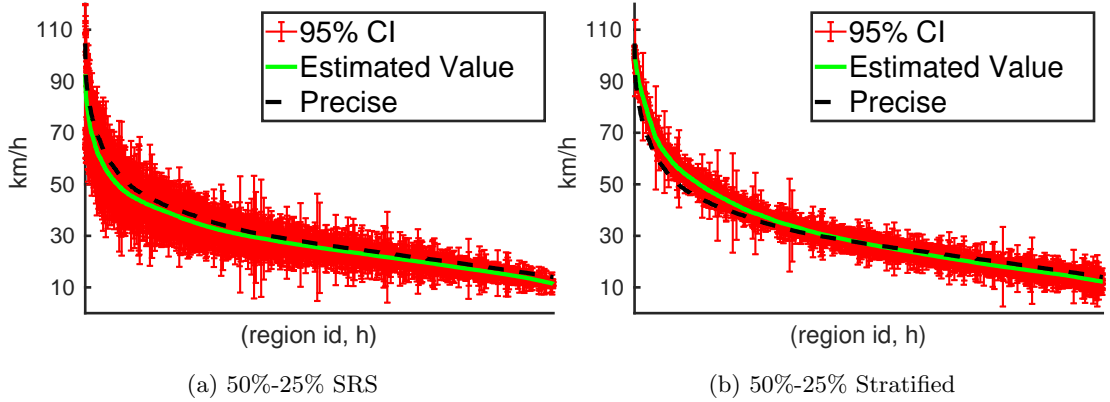 110
90
70
50
30
10
km/h
95% CI
Estimated Value
Precise
(region id, h)
(a) 50%-25% SRS
110
90
70
50
30
10
km/h
95% CI
Estimated Value
Precise
(region id, h)
(b) 50%-25% Stratified